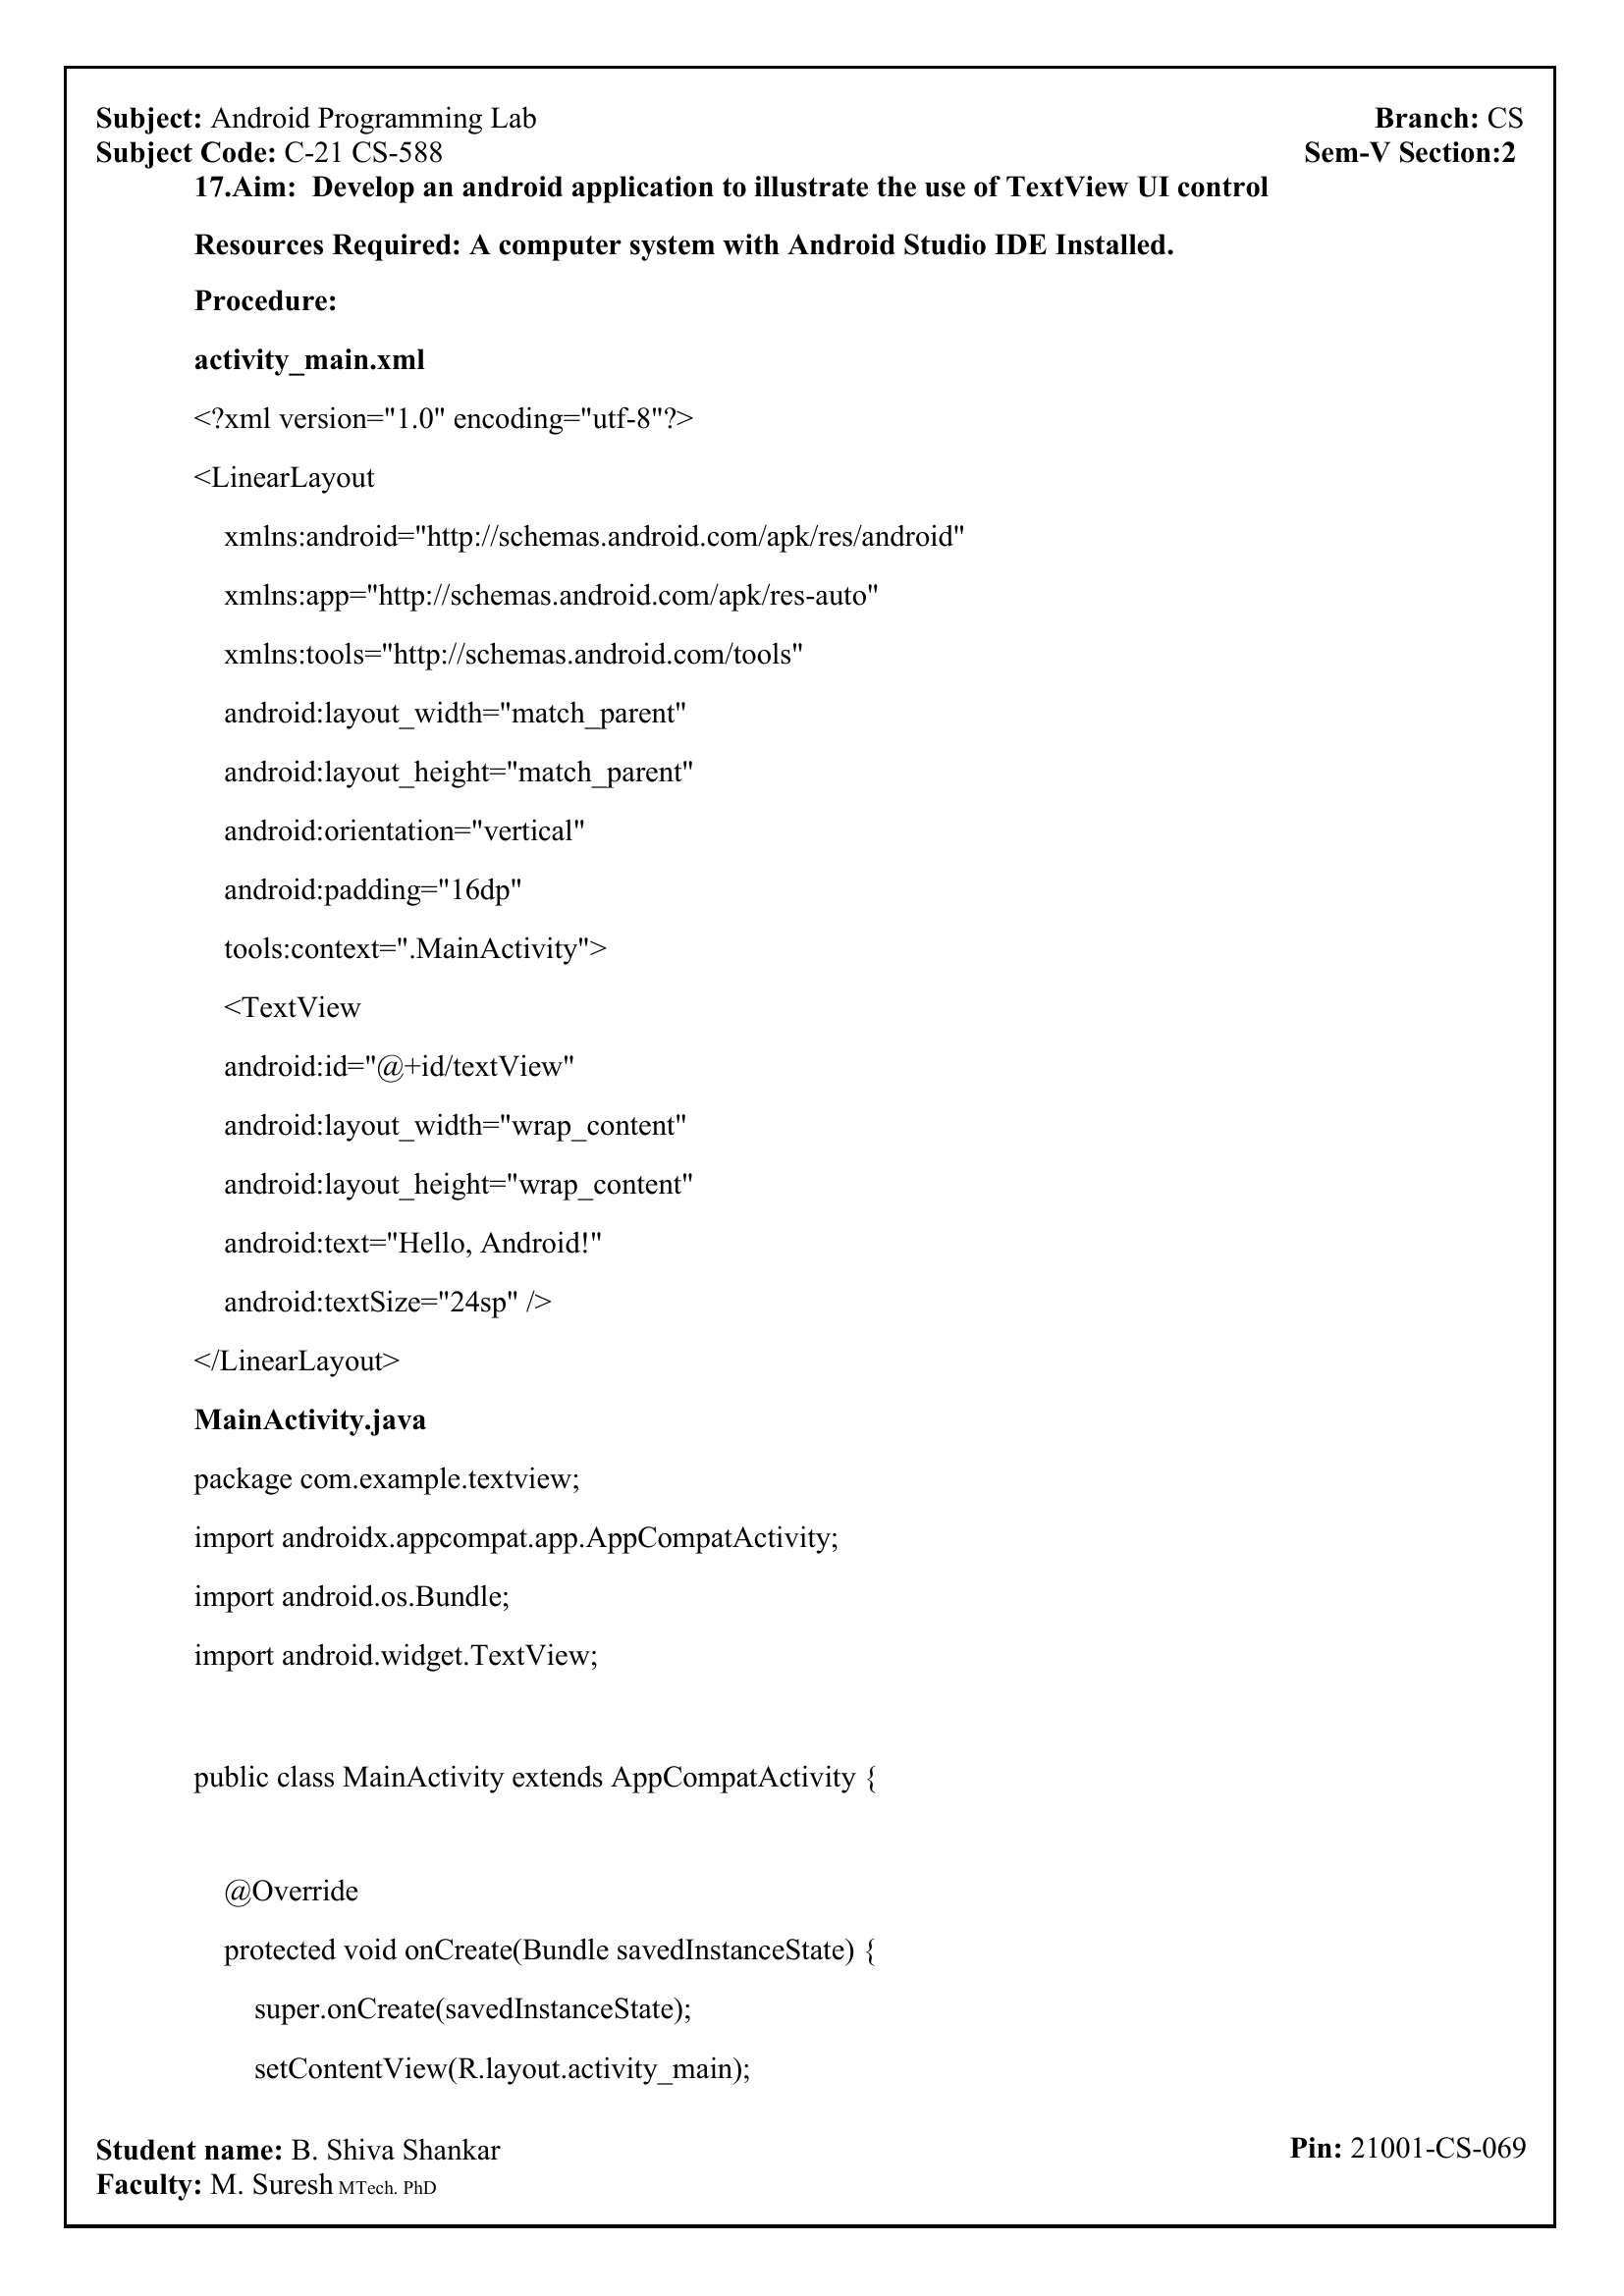 Subject: Android Programming Lab Branch: CS
Subject Code: C-21 CS-588 Sem-V Section:2
17.Aim:  Develop an android application to illustrate the use of TextView UI control
Resources Required: A computer system with Android Studio IDE Installed.
Procedure:
activity_main.xml
<?xml version="1.0" encoding="utf-8"?>
<LinearLayout
    xmlns:android="http://schemas.android.com/apk/res/android"
    xmlns:app="http://schemas.android.com/apk/res-auto"
    xmlns:tools="http://schemas.android.com/tools"
    android:layout_width="match_parent"
    android:layout_height="match_parent"
    android:orientation="vertical"
    android:padding="16dp"
    tools:context=".MainActivity">
    <TextView
    android:id="@+id/textView"
    android:layout_width="wrap_content"
    android:layout_height="wrap_content"
    android:text="Hello, Android!"
    android:textSize="24sp" />
</LinearLayout>
MainActivity.java
package com.example.textview;
import androidx.appcompat.app.AppCompatActivity;
import android.os.Bundle;
import android.widget.TextView;
public class MainActivity extends AppCompatActivity {
    @Override
    protected void onCreate(Bundle savedInstanceState) {
        super.onCreate(savedInstanceState);
        setContentView(R.layout.activity_main);
Student name: B. Shiva Shankar Pin: 21001-CS-069
Faculty: M. Suresh MTech. PhD